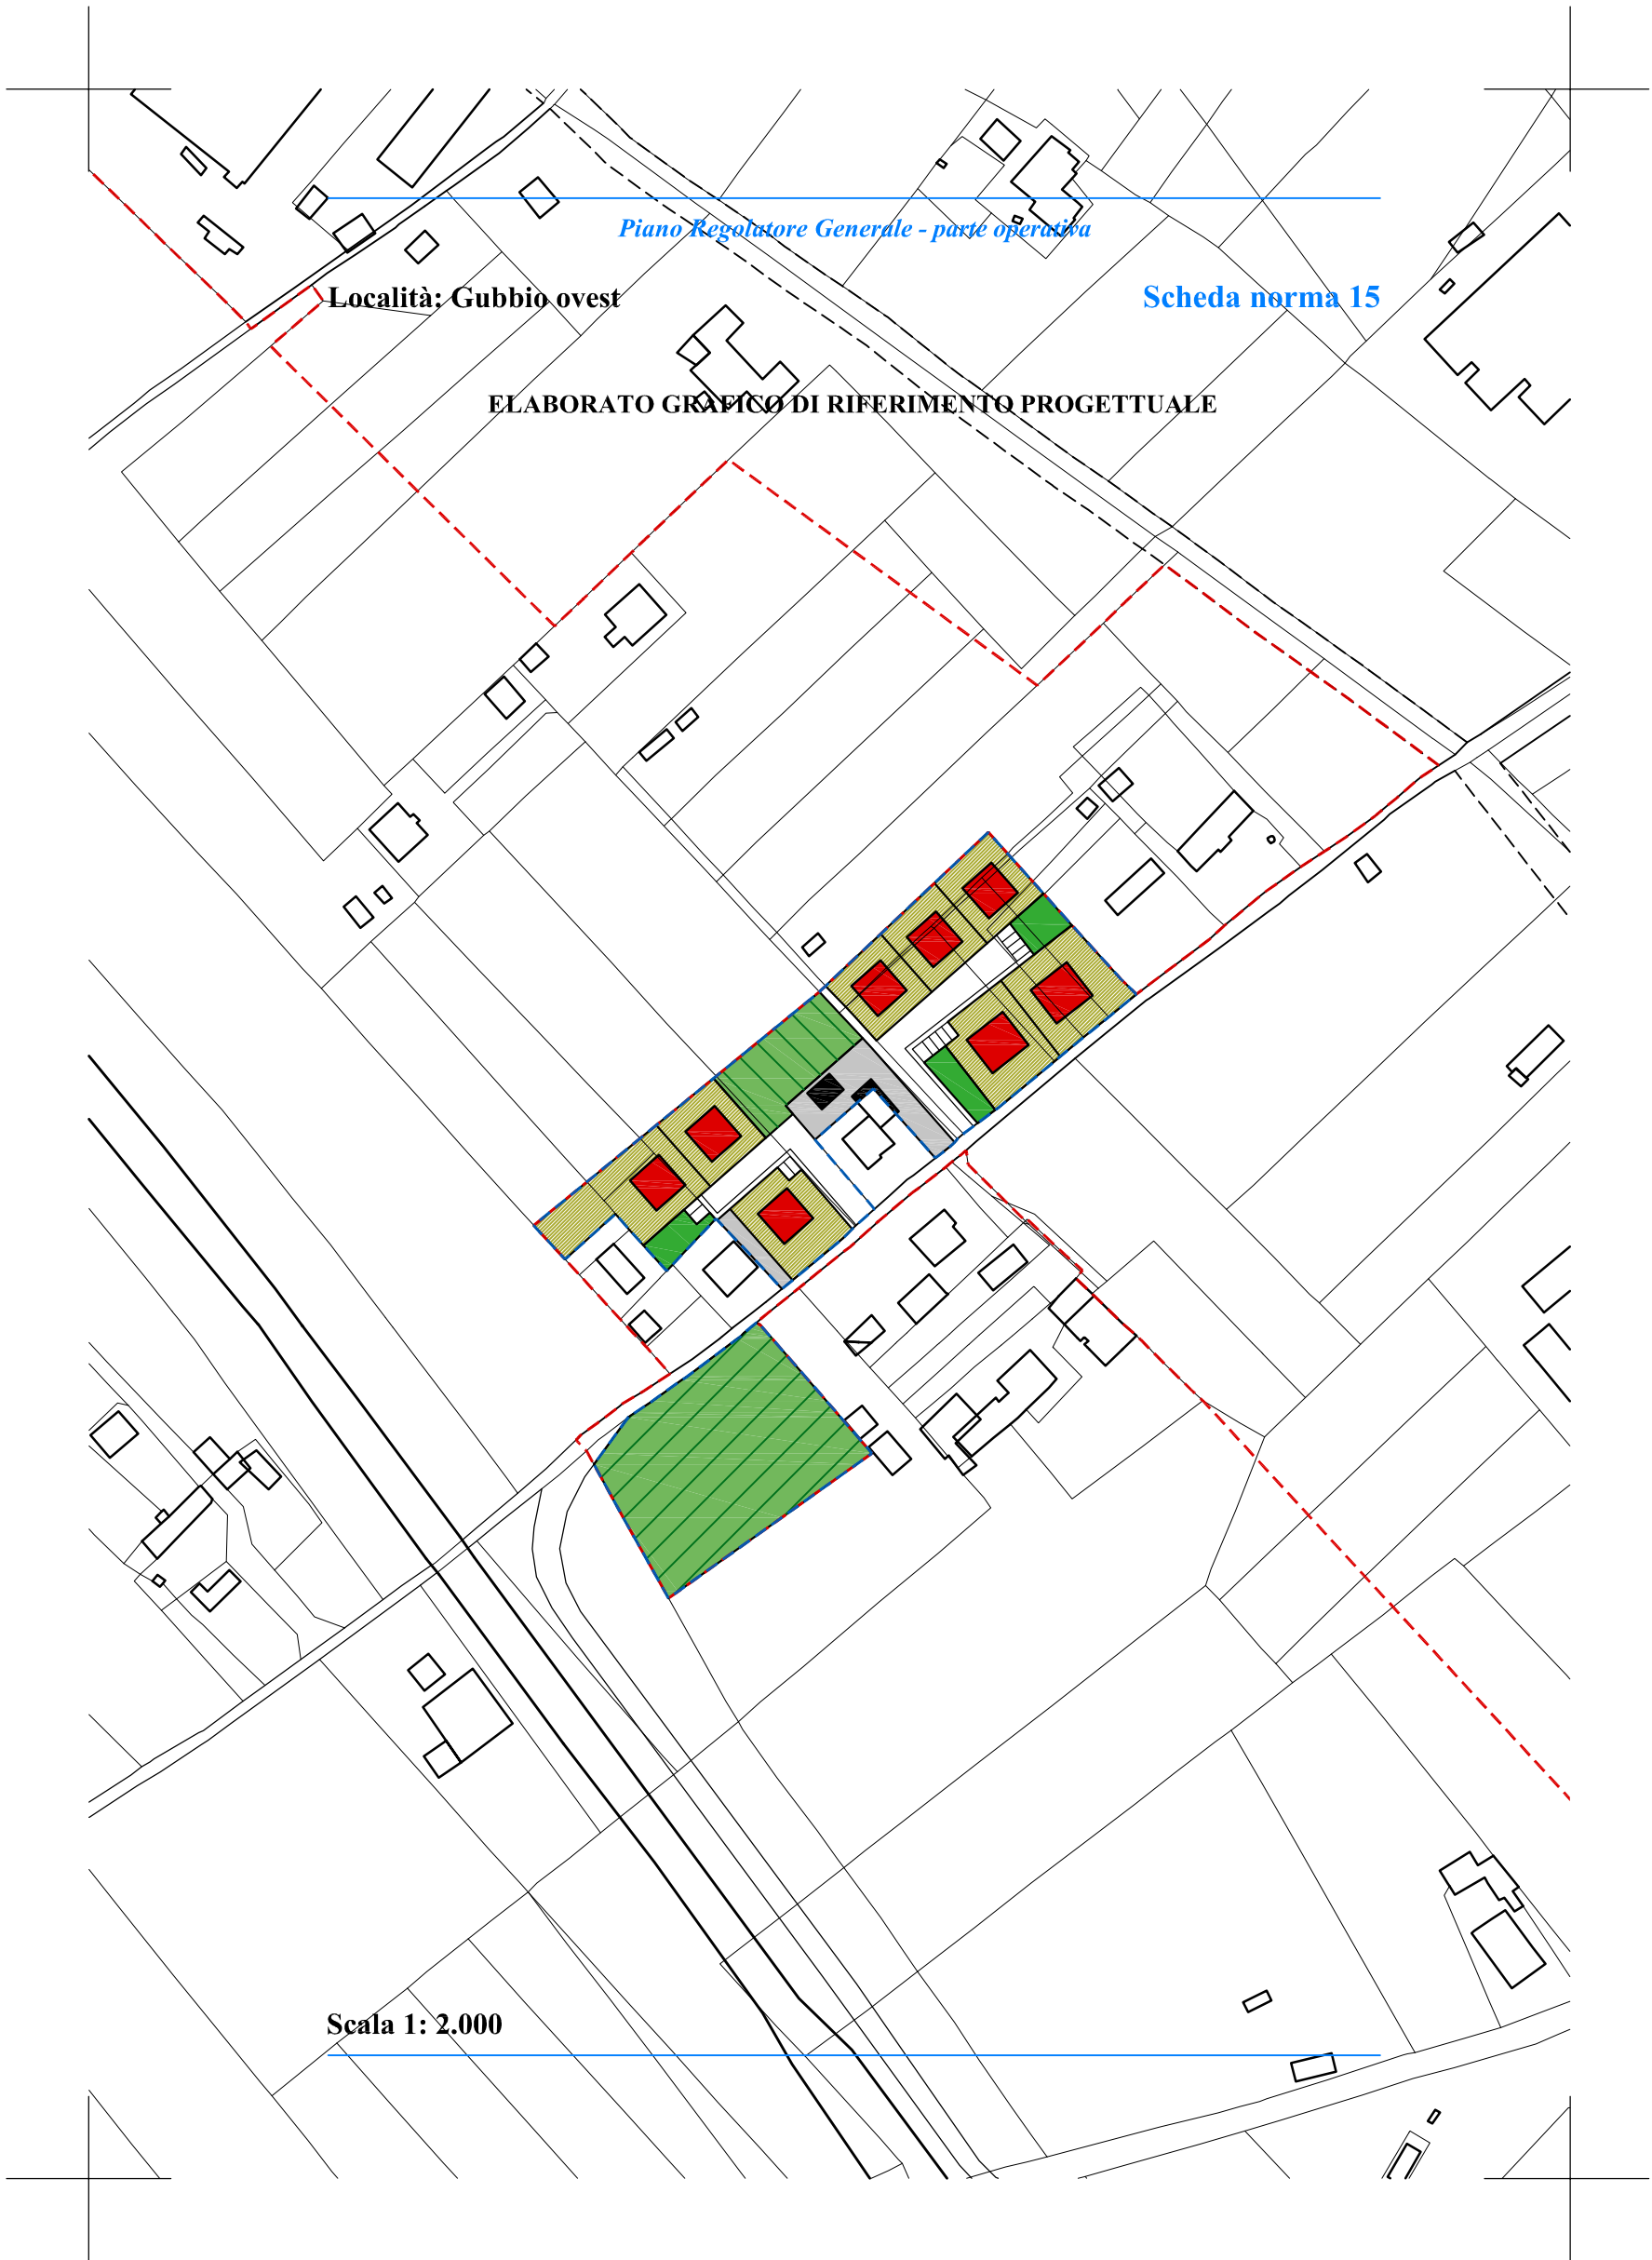 Piano Regolatore Generale - parte operativa
Località: Gubbio ovest
Scheda norma 15
ELABORATO GRAFICO DI RIFERIMENTO PROGETTUALE
Scala 1: 2.000